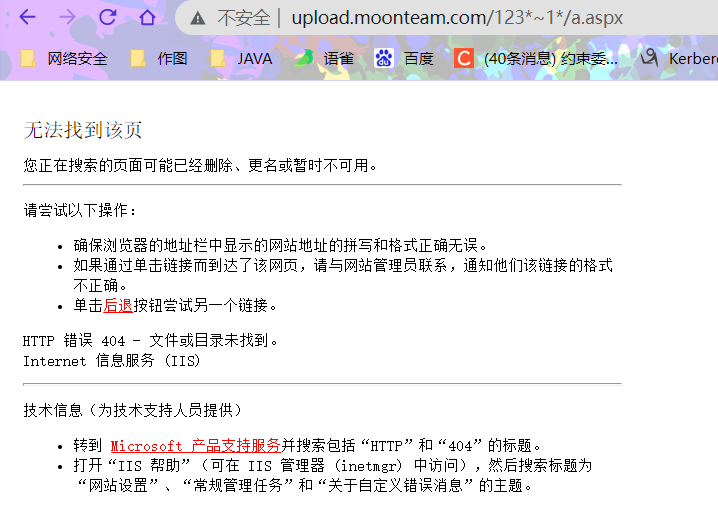 不安全 | upload.moonteam.com/123*~1*/a.aspx
网络安全 作图 JAVA 语雀 百度 C (40条消息) 约束委... Kerber
无法找到该页
您正在搜索的页面可能已经删除、更名或暂时不可用。
请尝试以下操作:
• 确保浏览器的地址栏中显示的网站地址的拼写和格式正确无误。
• 如果通过单击链接而到达了该网页，请与网站管理员联系，通知他们该链接的格式
不正确。
• 单击后退按钮尝试另一个链接。
HTTP 错误 404 - 文件或目录未找到。
Internet 信息服务 (IIS)
技术信息（为技术支持人员提供）
• 转到 Microsoft 产品支持服务并搜索包括“HTTP”和“404”的标题。
• 打开“IIS 帮助”（可在 IIS 管理器 (inetmgr) 中访问），然后搜索标题为
“网站设置”、“常规管理任务”和“关于自定义错误消息”的主题。